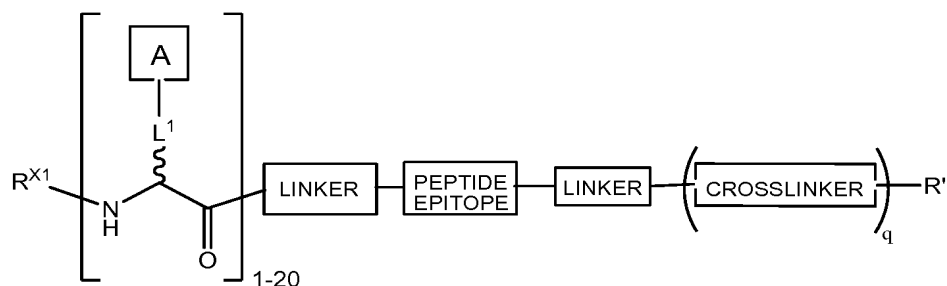 A
L¹
Rˣ¹
N
H
O
1-20
LINKER
PEPTIDE
EPITOPE
LINKER
CROSSLINKER
q
R'